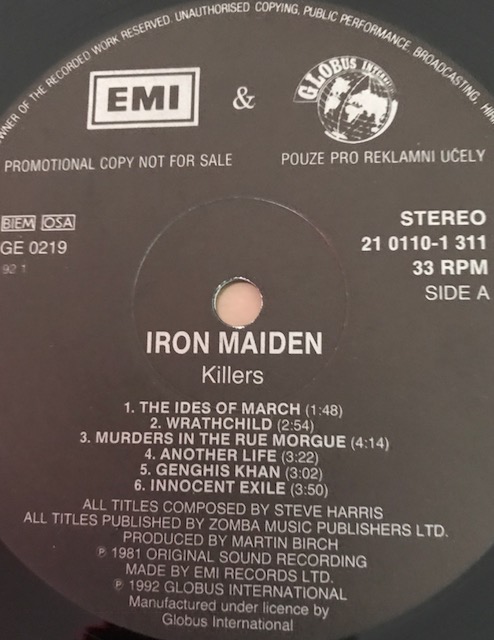 OWNER OF THE RECORDED WORK RESERVED. UNAUTHORISED COPYING, PUBLIC PERFORMANCE, BROADCASTING,
EMI
&
GLOBUS
PROMOTIONAL COPY NOT FOR SALE
POUZE PRO REKLAMNI UČELY
BIEM OSA
GE 0219
92 1
STEREO
21 0110-1 311
33 RPM
SIDE A
IRON MAIDEN
Killers
1. THE IDES OF MARCH (1:48)
2. WRATHCHILD (2:54)
3. MURDERS IN THE RUE MORGUE (4:14)
4. ANOTHER LIFE (3:22)
5. GENGHIS KHAN (3:02)
6. INNOCENT EXILE (3:50)
ALL TITLES COMPOSED BY STEVE HARRIS
ALL TITLES PUBLISHED BY ZOMBA MUSIC PUBLISHERS LTD.
PRODUCED BY MARTIN BIRCH
℗ 1981 ORIGINAL SOUND RECORDING
MADE BY EMI RECORDS LTD.
℗ 1992 GLOBUS INTERNATIONAL
Manufactured under licence by
Globus International